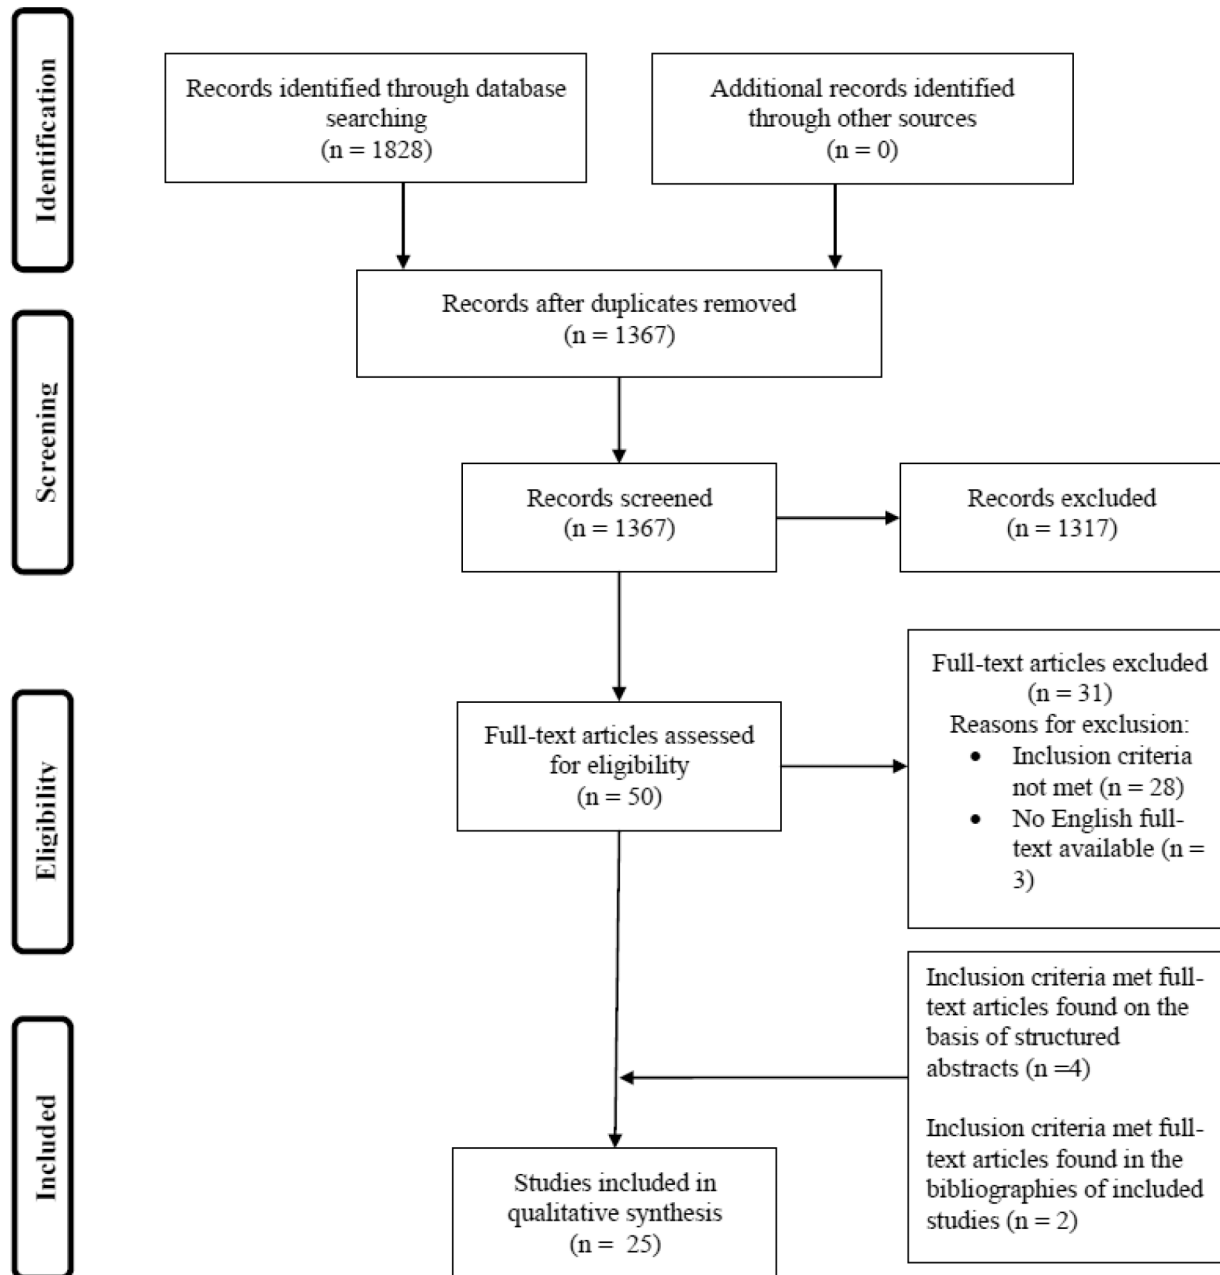 Identification
Records identified through database
searching
(n = 1828)
Additional records identified
through other sources
(n = 0)
Records after duplicates removed
(n = 1367)
Screening
Records screened
(n = 1367)
Records excluded
(n = 1317)
Eligibility
Full-text articles assessed
for eligibility
(n = 50)
Full-text articles excluded
(n = 31)
Reasons for exclusion:
• Inclusion criteria
not met (n = 28)
• No English full-
text available (n =
3)
Inclusion criteria met full-
text articles found on the
basis of structured
abstracts (n =4)
Inclusion criteria met full-
text articles found in the
bibliographies of included
studies (n = 2)
Included
Studies included in
qualitative synthesis
(n =  25)